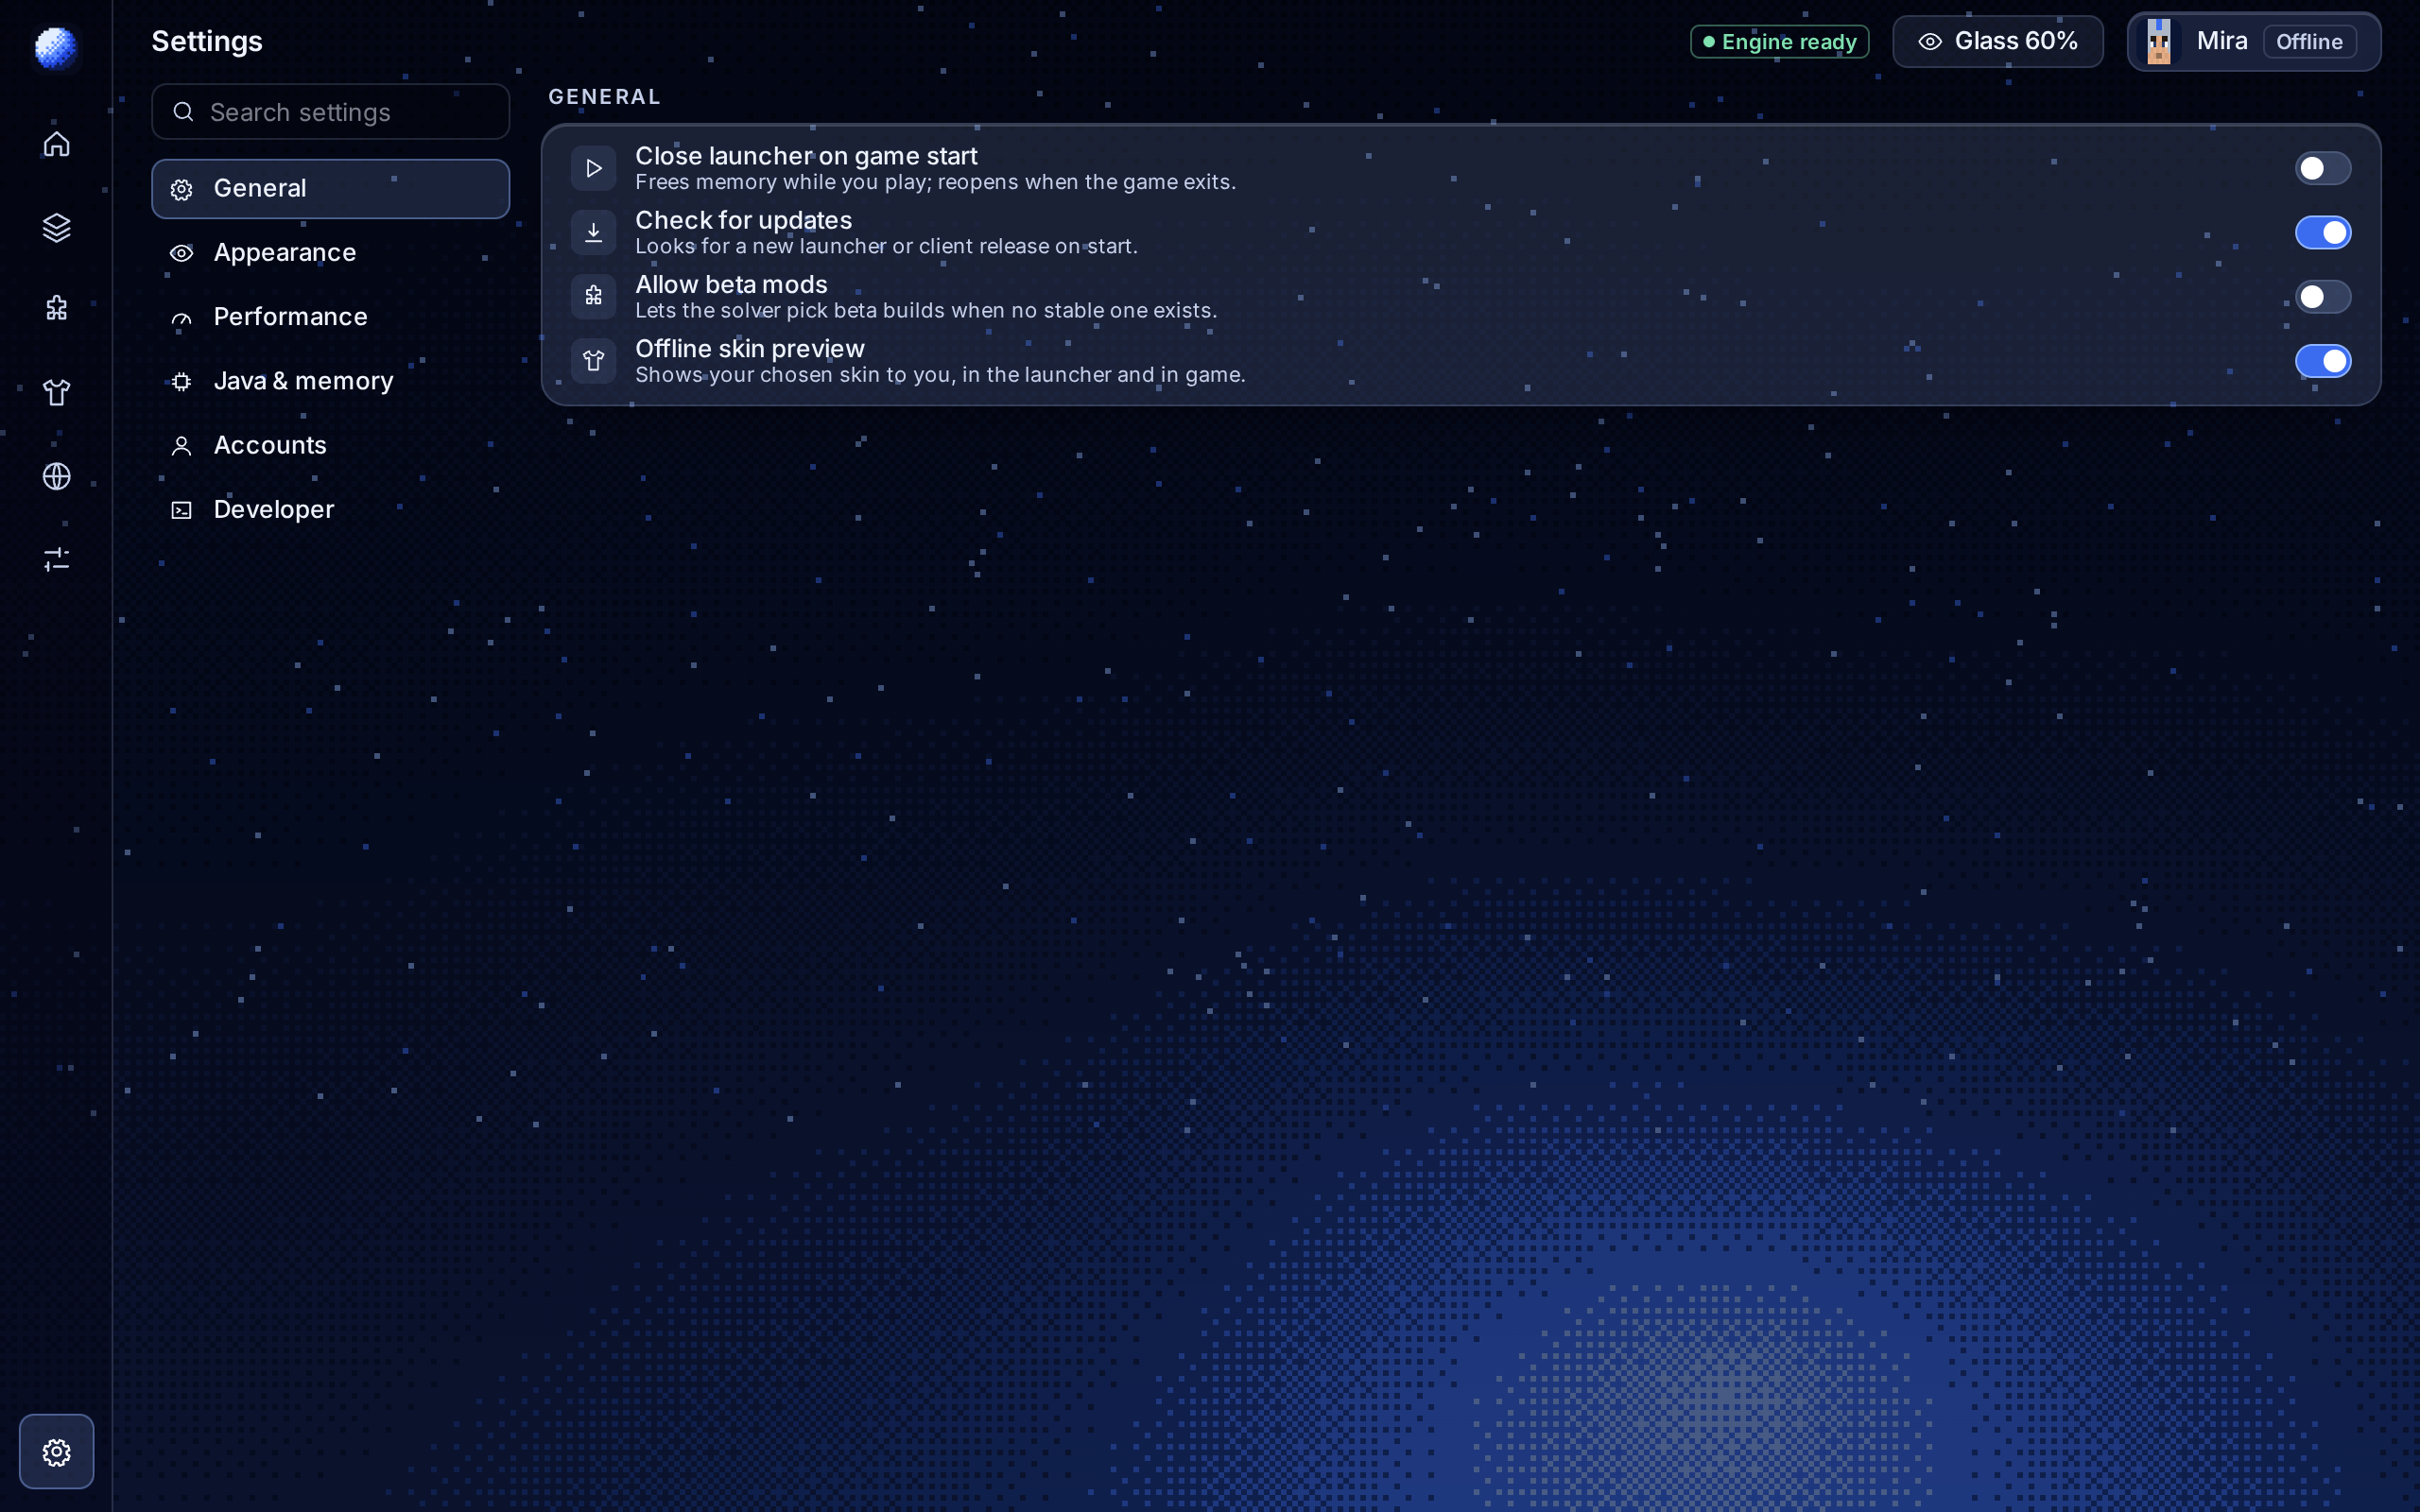 Settings
Engine ready
Glass 60%
Mira
Offline
Search settings
General
Appearance
Performance
Java & memory
Accounts
Developer
GENERAL
Close launcher on game start
Frees memory while you play; reopens when the game exits.
Check for updates
Looks for a new launcher or client release on start.
Allow beta mods
Lets the solver pick beta builds when no stable one exists.
Offline skin preview
Shows your chosen skin to you, in the launcher and in game.